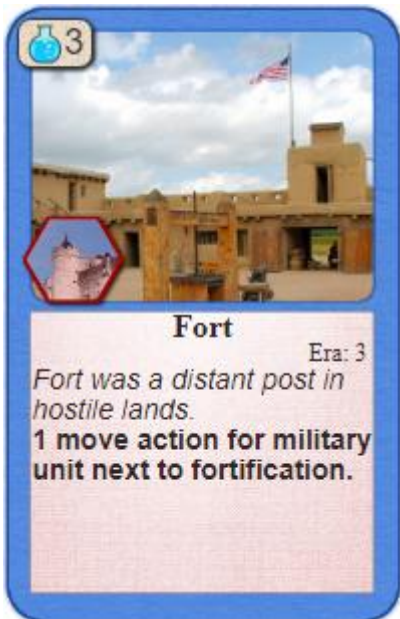 3
Fort
Era: 3
Fort was a distant post in
hostile lands.
1 move action for military
unit next to fortification.